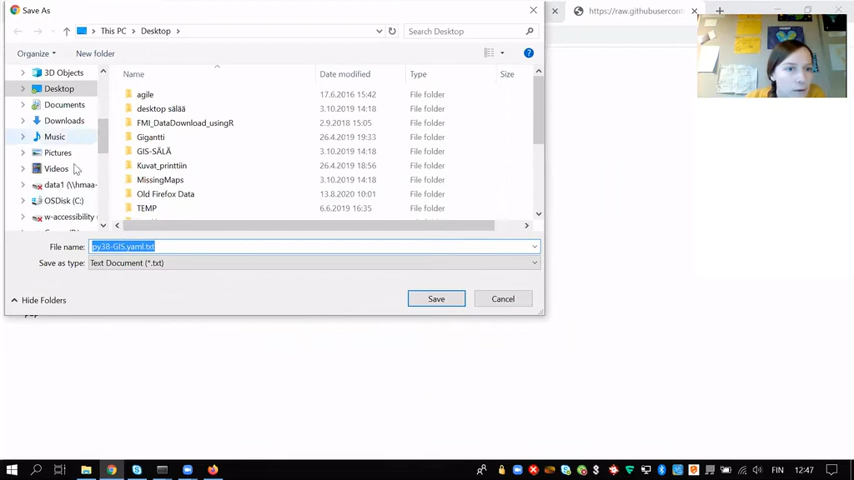 Save As
https://raw.githubusercont
This PC > Desktop >
Search Desktop
Organize
New folder
Name
Date modified
Type
Size
3D Objects
Desktop
Documents
Downloads
Music
Pictures
Videos
data1 (\\hmaa-
OSDisk (C:)
w-accessibility
agile 17.6.2016 15:42 File folder
desktop sälää 3.10.2019 14:18 File folder
FMI_DataDownload_usingR 2.9.2018 15:05 File folder
Gigantti 26.4.2019 19:33 File folder
GIS-SÄLÄ 3.10.2019 14:18 File folder
Kuvat_printtiin 26.4.2019 18:56 File folder
MissingMaps 3.10.2019 14:18 File folder
Old Firefox Data 13.8.2020 10:01 File folder
TEMP 6.6.2019 16:35 File folder
File name: py38-GIS.yaml.txt
Save as type: Text Document (*.txt)
Hide Folders
Save
Cancel
FIN
12:47